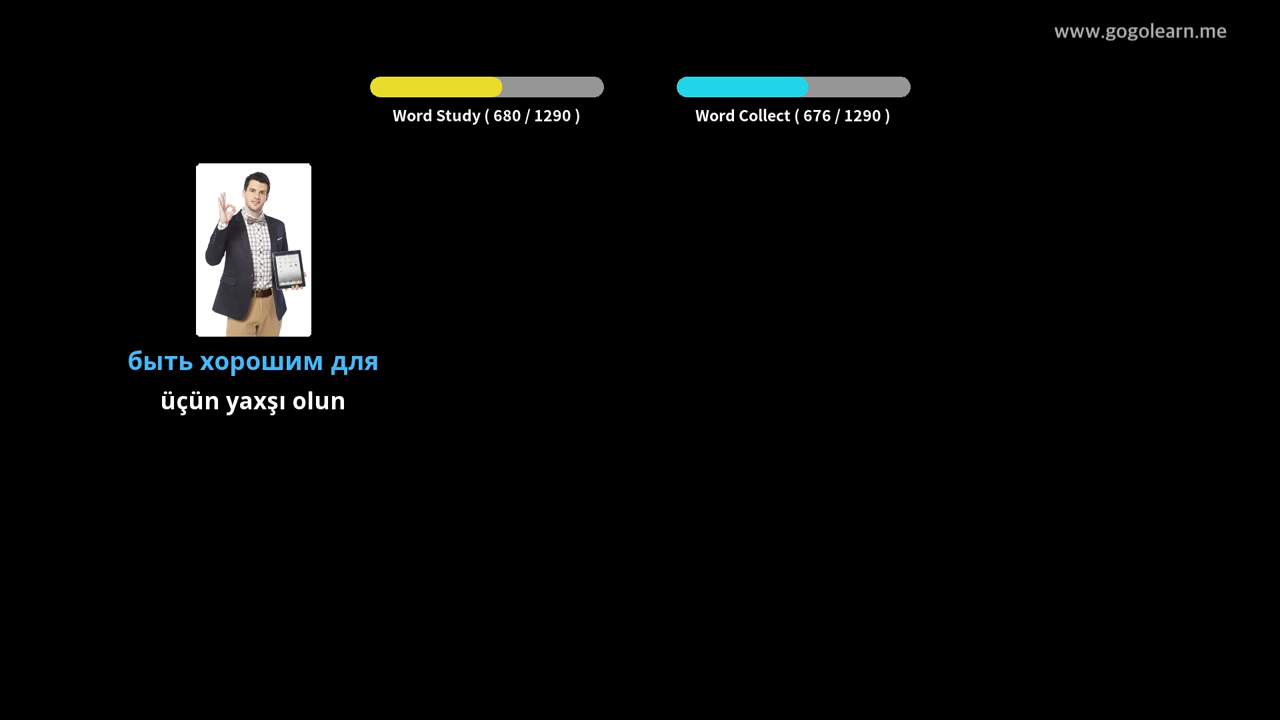 www.gogolearn.me
Word Study ( 680 / 1290 )
Word Collect ( 676 / 1290 )
быть хорошим для
üçün yaxşı olun